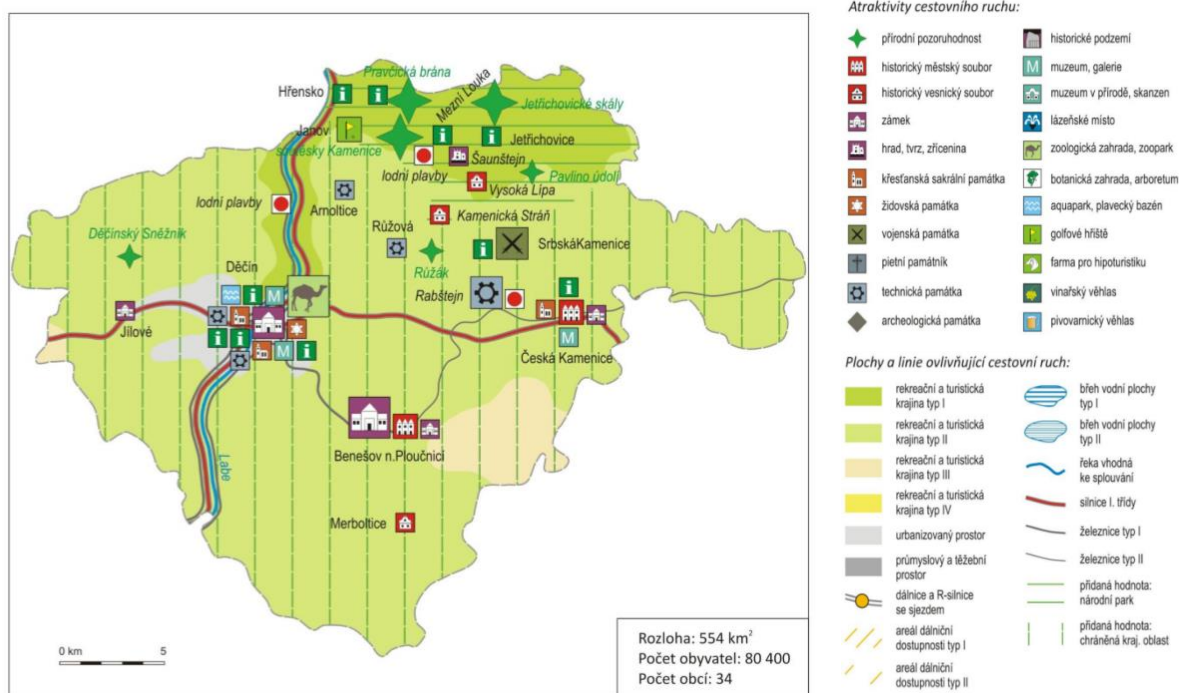 Atraktivity cestovního ruchu:
přírodní pozoruhodnost
historický městský soubor
historický vesnický soubor
zámek
hrad, tvrz, zřícenina
křesťanská sakrální památka
židovská památka
vojenská památka
pietní památník
technická památka
archeologická památka
historické podzemí
M
muzeum, galerie
muzeum v přírodě, skanzen
lázeňské místo
zoologická zahrada, zoopark
botanická zahrada, arboretum
aquapark, plavecký bazén
golfové hřiště
farma pro hipoturistiku
vinařský věhlas
pivovarnický věhlas
Plochy a linie ovlivňující cestovní ruch:
rekreační a turistická
krajina typ I
rekreační a turistická
krajina typ II
rekreační a turistická
krajina typ III
rekreační a turistická
krajina typ IV
urbanizovaný prostor
průmyslový a těžební
prostor
dálnice a R-silnice
se sjezdem
areál dálniční
dostupnosti typ I
areál dálniční
dostupnosti typ II
břeh vodní plochy
typ I
břeh vodní plochy
typ II
řeka vhodná
ke splouvání
silnice I. třídy
železnice typ I
železnice typ II
přidaná hodnota:
národní park
přidaná hodnota:
chráněná kraj. oblast
Pravčická brána
Hřensko
i
i
Mezní Louka
Jetřichovické skály
Janov
soutěsky Kamenice
i
i
Jetřichovice
Šaunštejn
lodní plavby
Pavlino údolí
Vysoká Lípa
lodní plavby
Arnoltice
Kamenická Stráň
Růžová
Děčínský Sněžník
Růžák
i
SrbskáKamenice
Děčín
i
M
Rabštejn
i
Jílové
i
i
M
i
M
Česká Kamenice
Benešov n.Ploučnicí
Labe
Merboltice
0 km
5
Rozloha: 554 km²
Počet obyvatel: 80 400
Počet obcí: 34